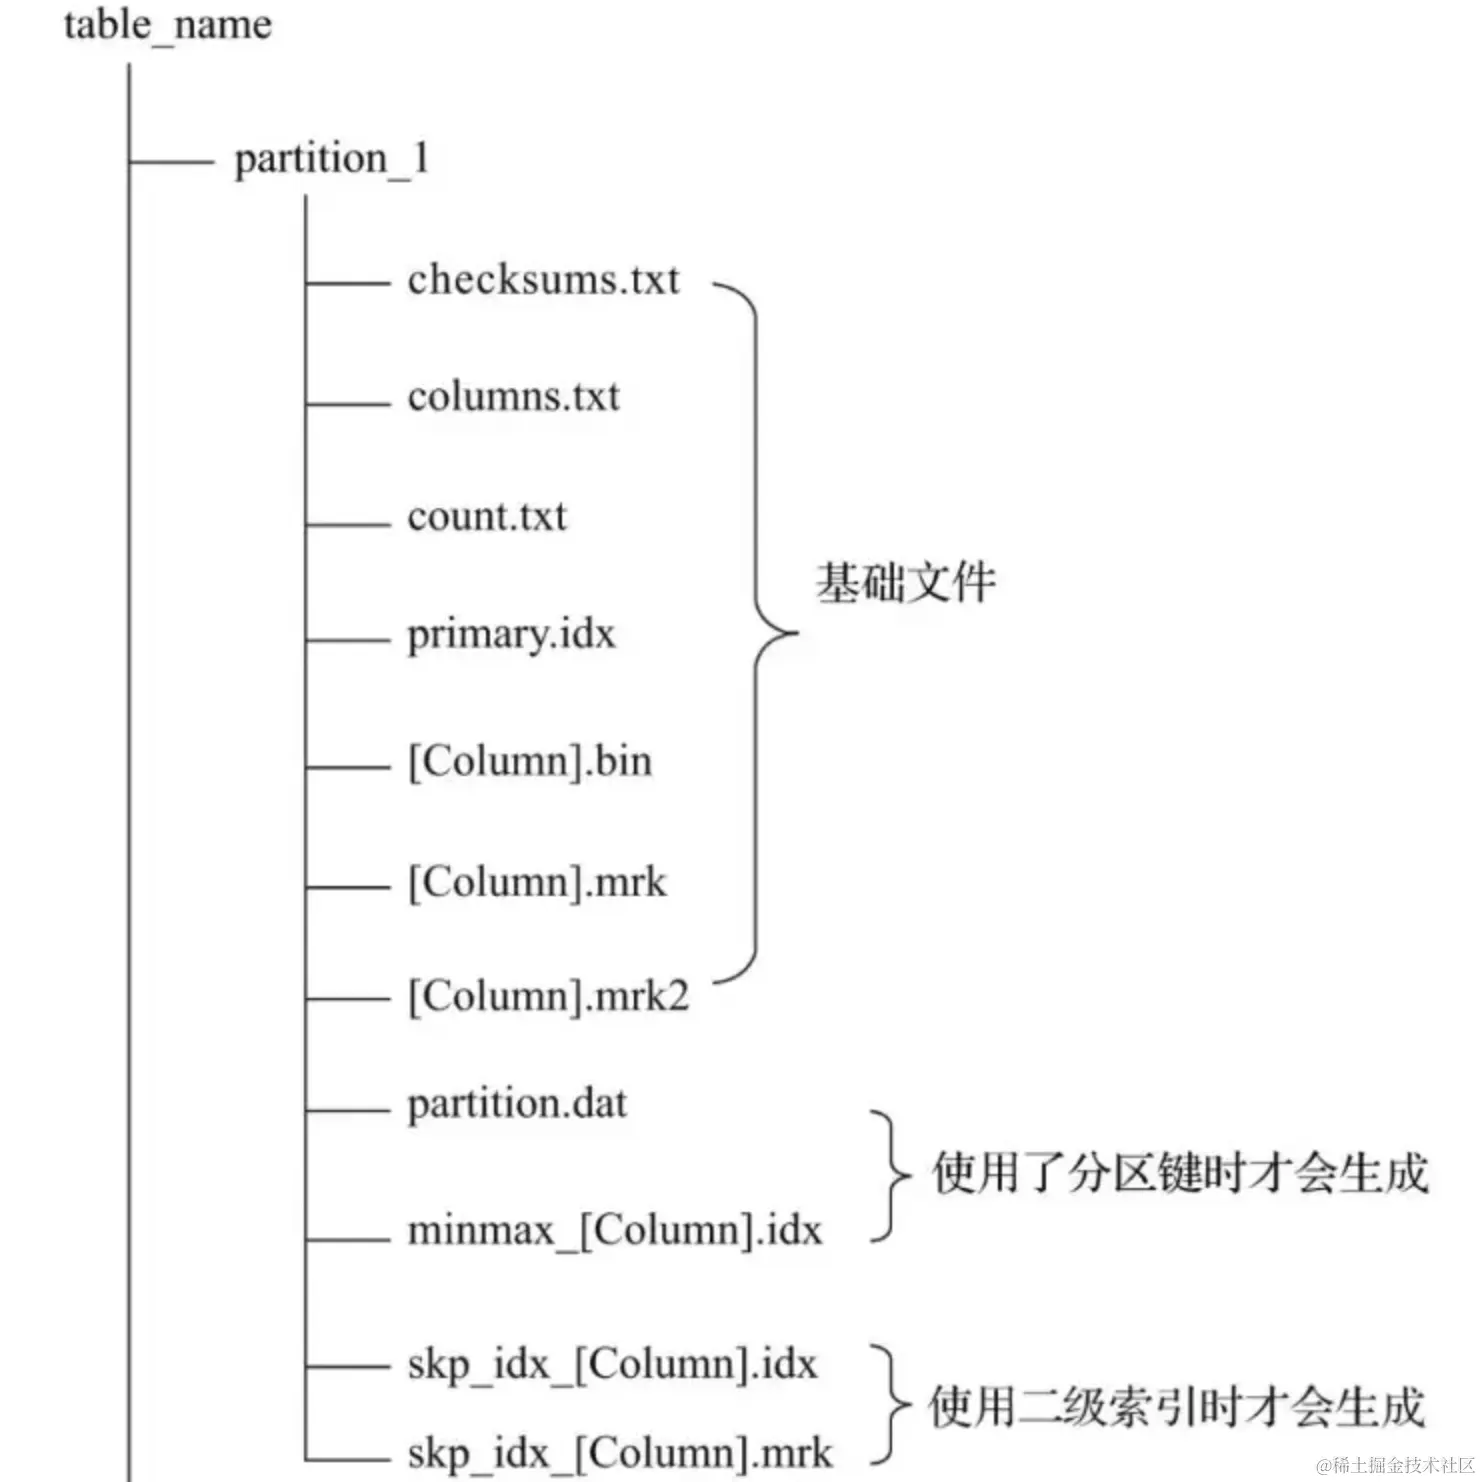 table_name
partition_1
checksums.txt
columns.txt
count.txt
基础文件
primary.idx
[Column].bin
[Column].mrk
[Column].mrk2
partition.dat
使用了分区键时才会生成
minmax_[Column].idx
skp_idx_[Column].idx
使用二级索引时才会生成
skp_idx_[Column].mrk
@稀土掘金技术社区